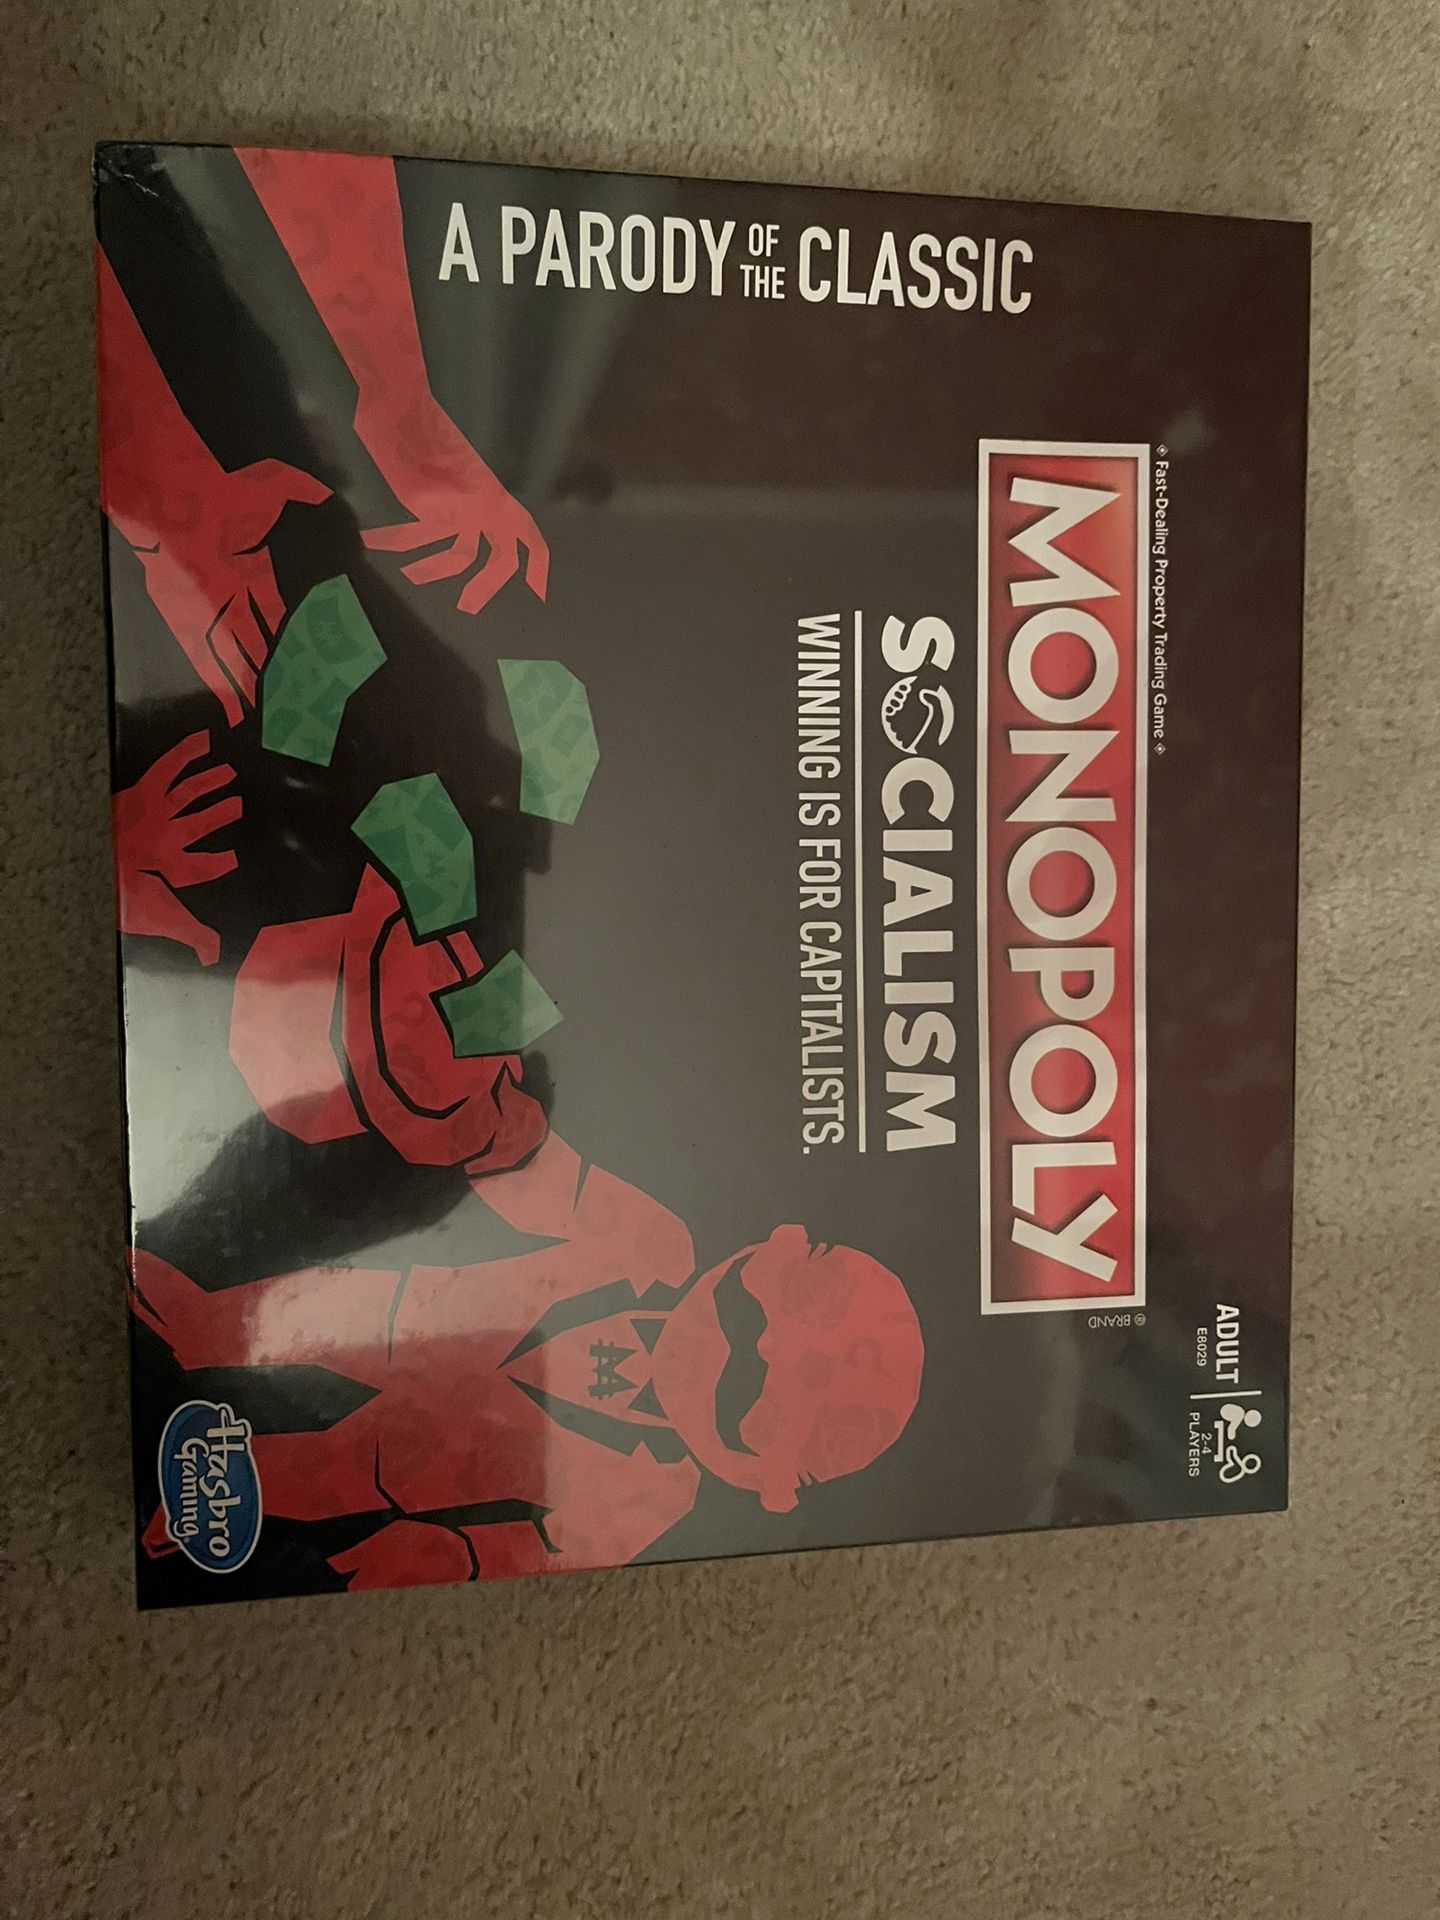 ADULT
E8029
2-4
PLAYERS
Fast-Dealing Property Trading Game
MONOPOLY
® BRAND
SOCIALISM
WINNING IS FOR CAPITALISTS.
A PARODY OF THE CLASSIC
Hasbro
Gaming